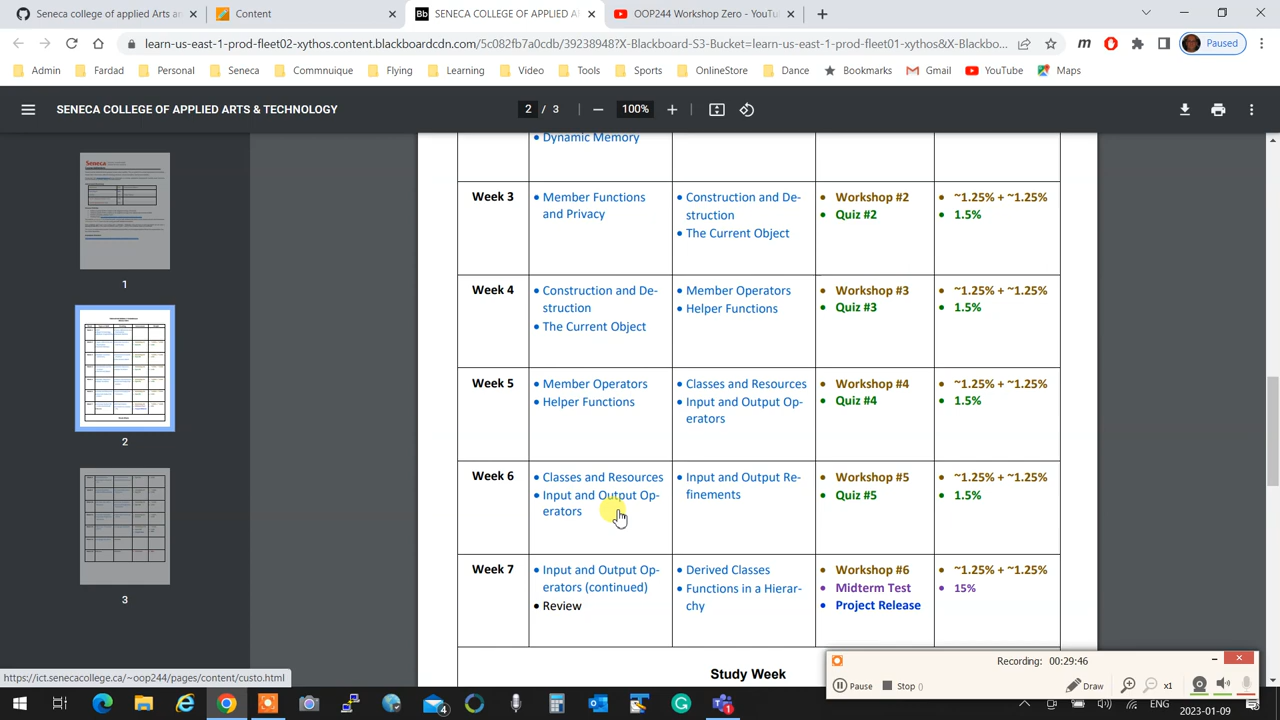 Seneca college of Applied Arts an
Content
SENECA COLLEGE OF APPLIED A
OOP244 Workshop Zero - YouTu
learn-us-east-1-prod-fleet02-xythos.content.blackboardcdn.com/
b7a0cdb/39238948?X-Blackboard-S3-Bucket=learn-us-east-1-prod-fleet01-xythos&X-Blackbo...
Paused
Admin
Fardad
Personal
Seneca
Commnuique
Flying
Learning
Video
Tools
Sports
OnlineStore
Dance
Bookmarks
Gmail
YouTube
Maps
SENECA COLLEGE OF APPLIED ARTS & TECHNOLOGY
2 / 3
100%
1
2
3
• Dynamic Memory
Week 3
• Member Functions
and Privacy
• Construction and De-
struction
• The Current Object
• Workshop #2
• Quiz #2
• ~1.25% + ~1.25%
• 1.5%
Week 4
• Construction and De-
struction
• The Current Object
• Member Operators
• Helper Functions
• Workshop #3
• Quiz #3
• ~1.25% + ~1.25%
• 1.5%
Week 5
• Member Operators
• Helper Functions
• Classes and Resources
• Input and Output Op-
erators
• Workshop #4
• Quiz #4
• ~1.25% + ~1.25%
• 1.5%
Week 6
• Classes and Resources
• Input and Output Op-
erators
• Input and Output Re-
finements
• Workshop #5
• Quiz #5
• ~1.25% + ~1.25%
• 1.5%
Week 7
• Input and Output Op-
erators (continued)
• Review
• Derived Classes
• Functions in a Hierar-
chy
• Workshop #6
• Midterm Test
• Project Release
• ~1.25% + ~1.25%
• 15%
Study Week
https://ict.senecacollege.ca/~oop244/pages/content/custo.html
Recording: 00:29:46
Pause
Stop ()
Draw
x1
4
1
ENG
2023-01-09